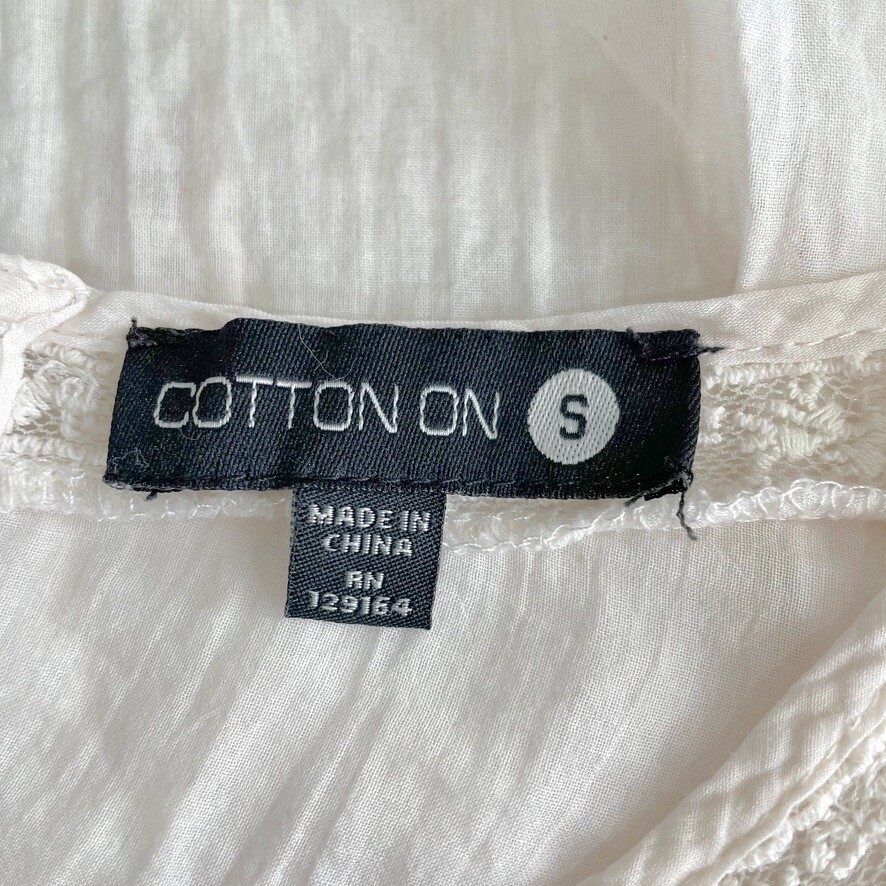 COTTON ON S
MADE IN
CHINA
RN
129164